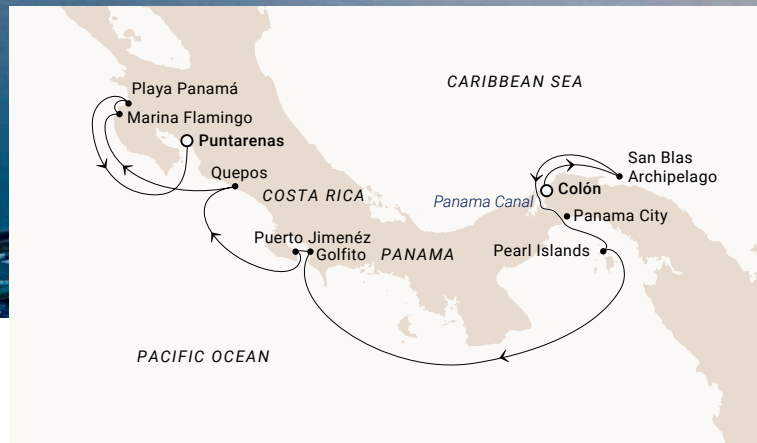 CARIBBEAN SEA
Playa Panamá
Marina Flamingo
Puntarenas
Quepos
COSTA RICA
San Blas
Archipelago
Colón
Panama Canal
Panama City
Puerto Jimenéz
Golfito
PANAMA
Pearl Islands
PACIFIC OCEAN